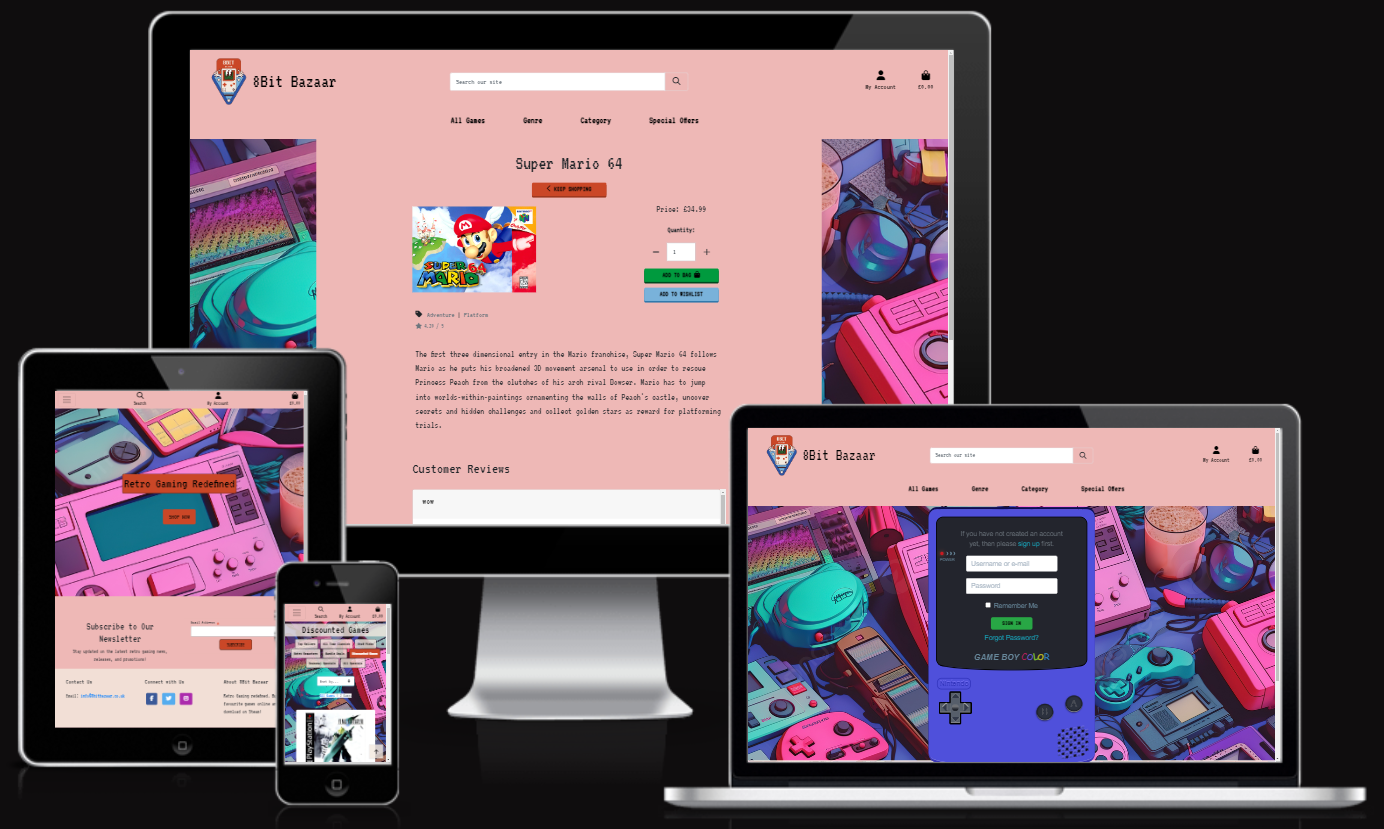 8BIT
8Bit Bazaar
Search our site
My Account
£0.00
All Games
Genre
Category
Special Offers
Super Mario 64
KEEP SHOPPING
Price: £34.99
Quantity:
1
ADD TO BAG
ADD TO WISHLIST
SUPER MARIO 64
Adventure | Platform
4.29 / 5
The first three dimensional entry in the Mario franchise, Super Mario 64 follows
Mario as he puts his broadened 3D movement arsenal to use in order to rescue
Princess Peach from the clutches of his arch rival Bowser. Mario has to jump
into worlds-within-paintings ornamenting the walls of Peach's castle, uncover
secrets and hidden challenges and collect golden stars as reward for platforming
trials.
Customer Reviews
wow
Search
My Account
£0.00
Retro Gaming Redefined
SHOP NOW
Subscribe to Our
Newsletter
Stay updated on the latest retro gaming news,
releases, and promotions!
Email Address
SUBSCRIBE
Contact Us
Email: info@8bitbazaar.co.uk
Connect with Us
About 8Bit Bazaar
Retro Gaming redefined.
favourite games online
Search
My Account
£0.00
Discounted Games
PlayStation
8BIT
8Bit Bazaar
Search our site
My Account
£0.00
All Games
Genre
Category
Special Offers
If you have not created an account
yet, then please sign up first.
POWER
Username or e-mail
Password
Remember Me
SIGN IN
Forgot Password?
GAME BOY COLOR
Nintendo
B
A